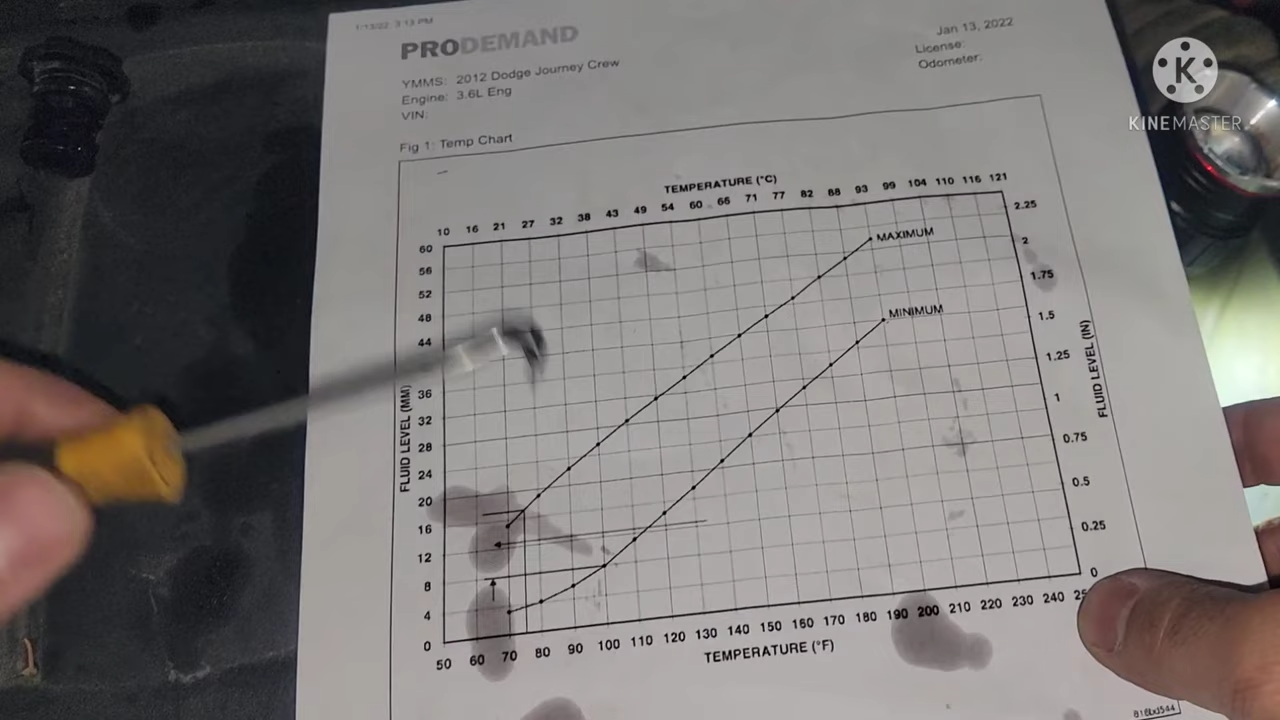 1/13/22 3:13 PM
PRODEMAND
Jan 13, 2022
YMMS: 2012 Dodge Journey Crew
License:
Engine: 3.6L Eng
Odometer:
VIN:
KINEMASTER
Fig 1: Temp Chart
TEMPERATURE (°C)
10 16 21 27 32 38 43 49 54 60 66 71 77 82 88 93 99 104 110 116 121
60
56
52
48
44
36
32
28
24
20
16
12
8
4
0
FLUID LEVEL (MM)
MAXIMUM
MINIMUM
2.25
2
1.75
1.5
1.25
1
0.75
0.5
0.25
0
FLUID LEVEL (IN)
50 60 70 80 90 100 110 120 130 140 150 160 170 180 190 200 210 220 230 240
TEMPERATURE (°F)
816bd544